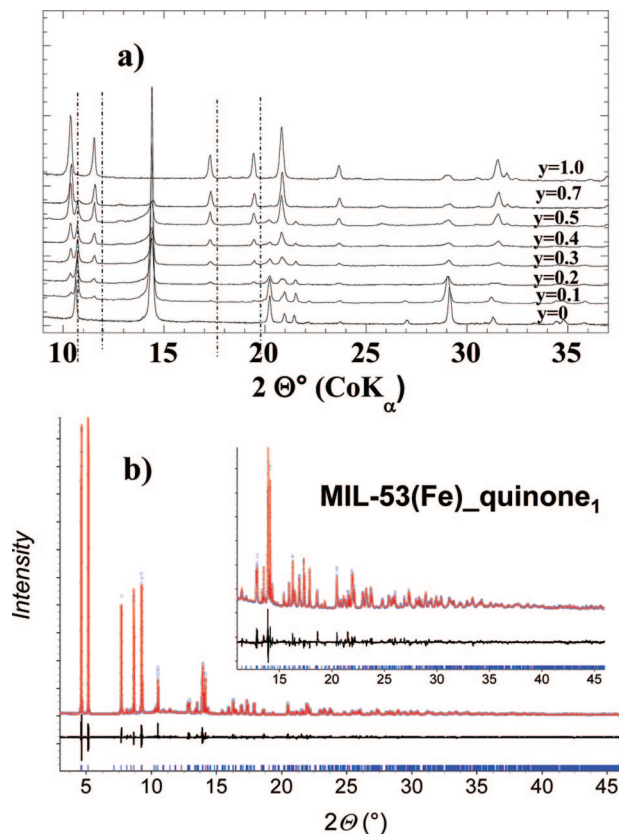 a)
y=1.0
y=0.7
y=0.5
y=0.4
y=0.3
y=0.2
y=0.1
y=0
10 15 20 25 30 35
2 Θ° (CoKα)
b)
MIL-53(Fe)_quinone1
Intensity
15 20 25 30 35 40 45
5 10 15 20 25 30 35 40 45
2Θ (°)